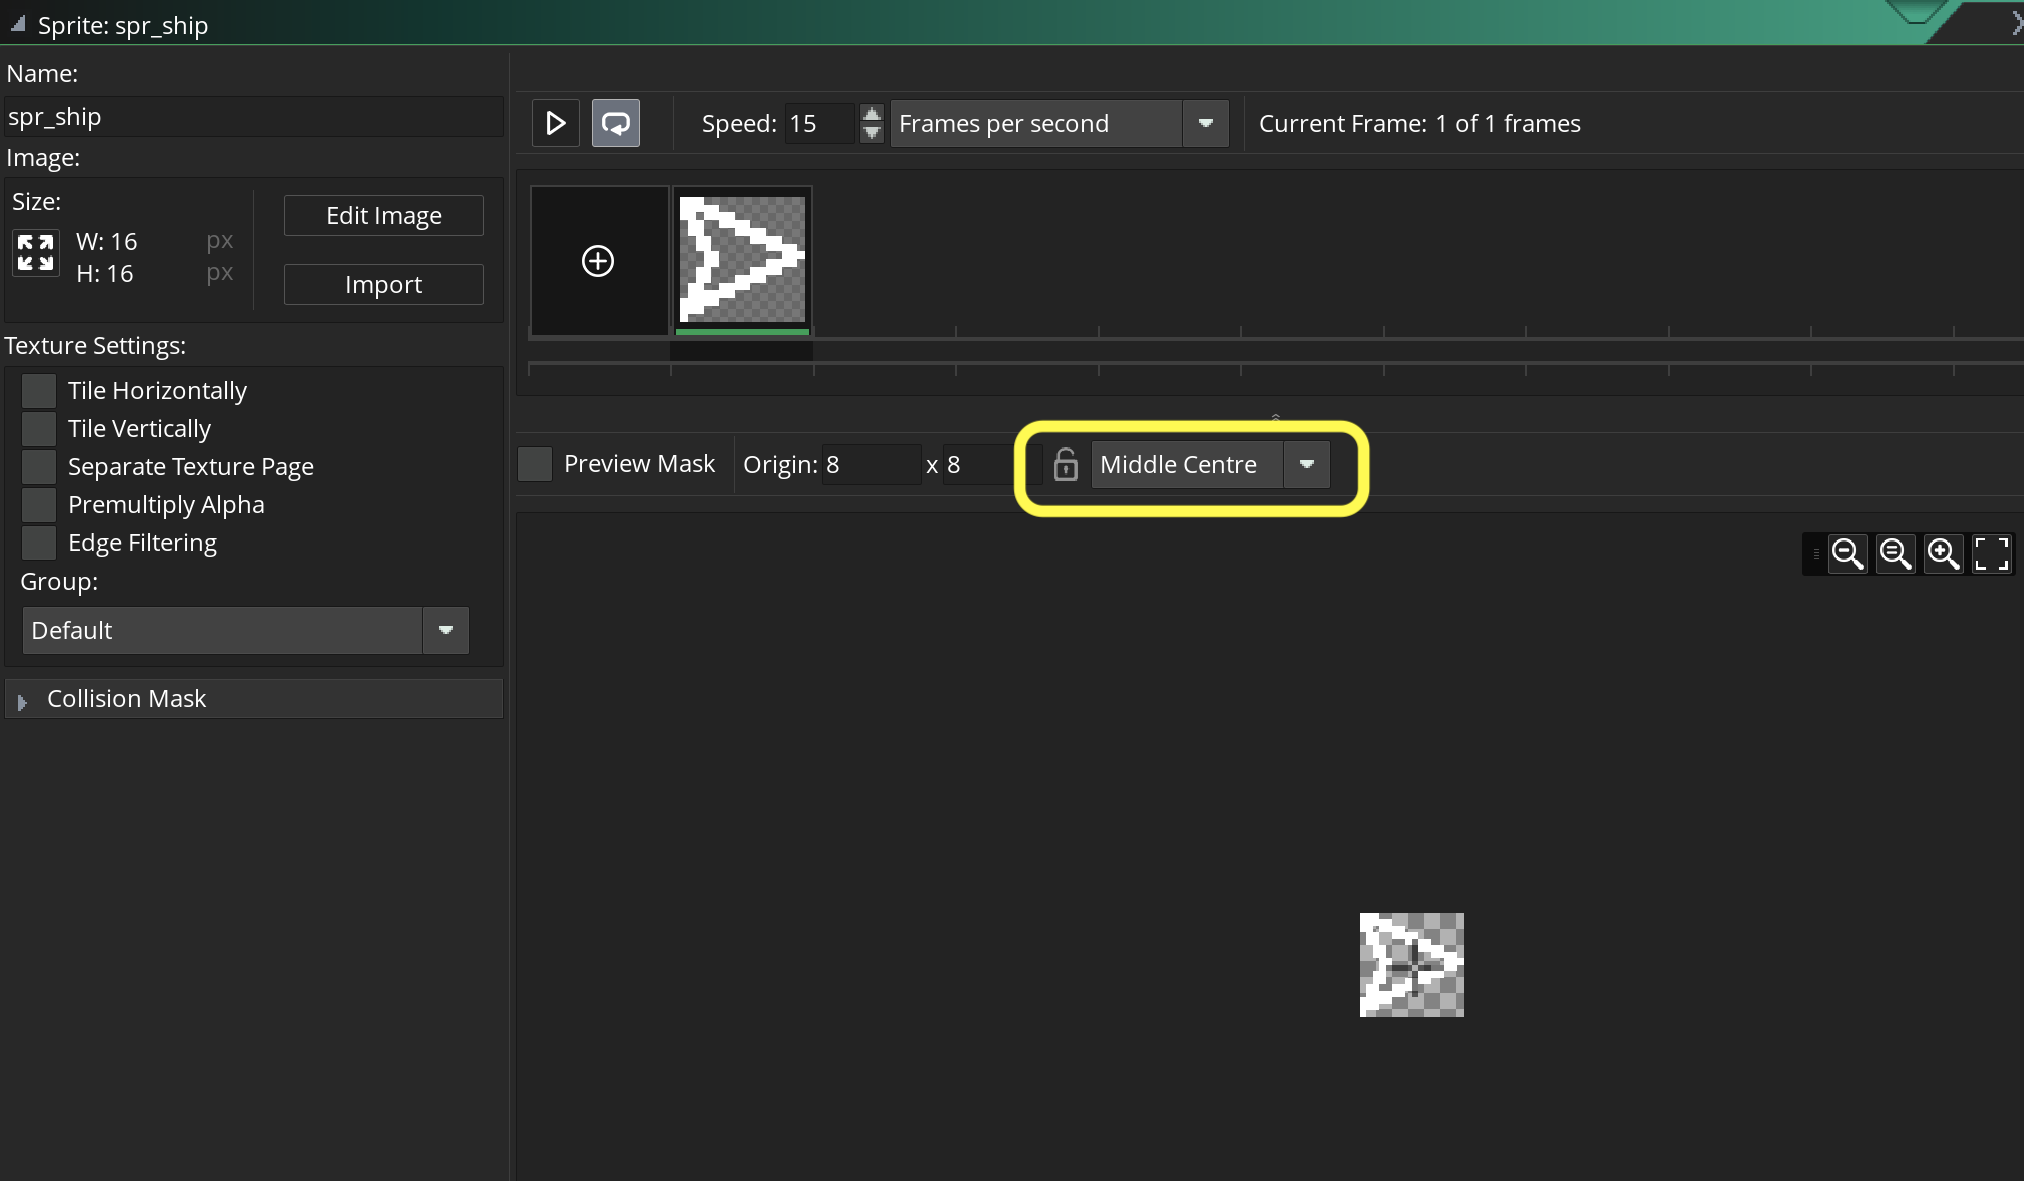 Sprite: spr_ship
Name:
spr_ship
Image:
Size:
W: 16 px
H: 16 px
Edit Image
Import
Texture Settings:
Tile Horizontally
Tile Vertically
Separate Texture Page
Premultiply Alpha
Edge Filtering
Group:
Default
Collision Mask
Speed: 15 Frames per second Current Frame: 1 of 1 frames
Preview Mask Origin: 8 x 8 Middle Centre